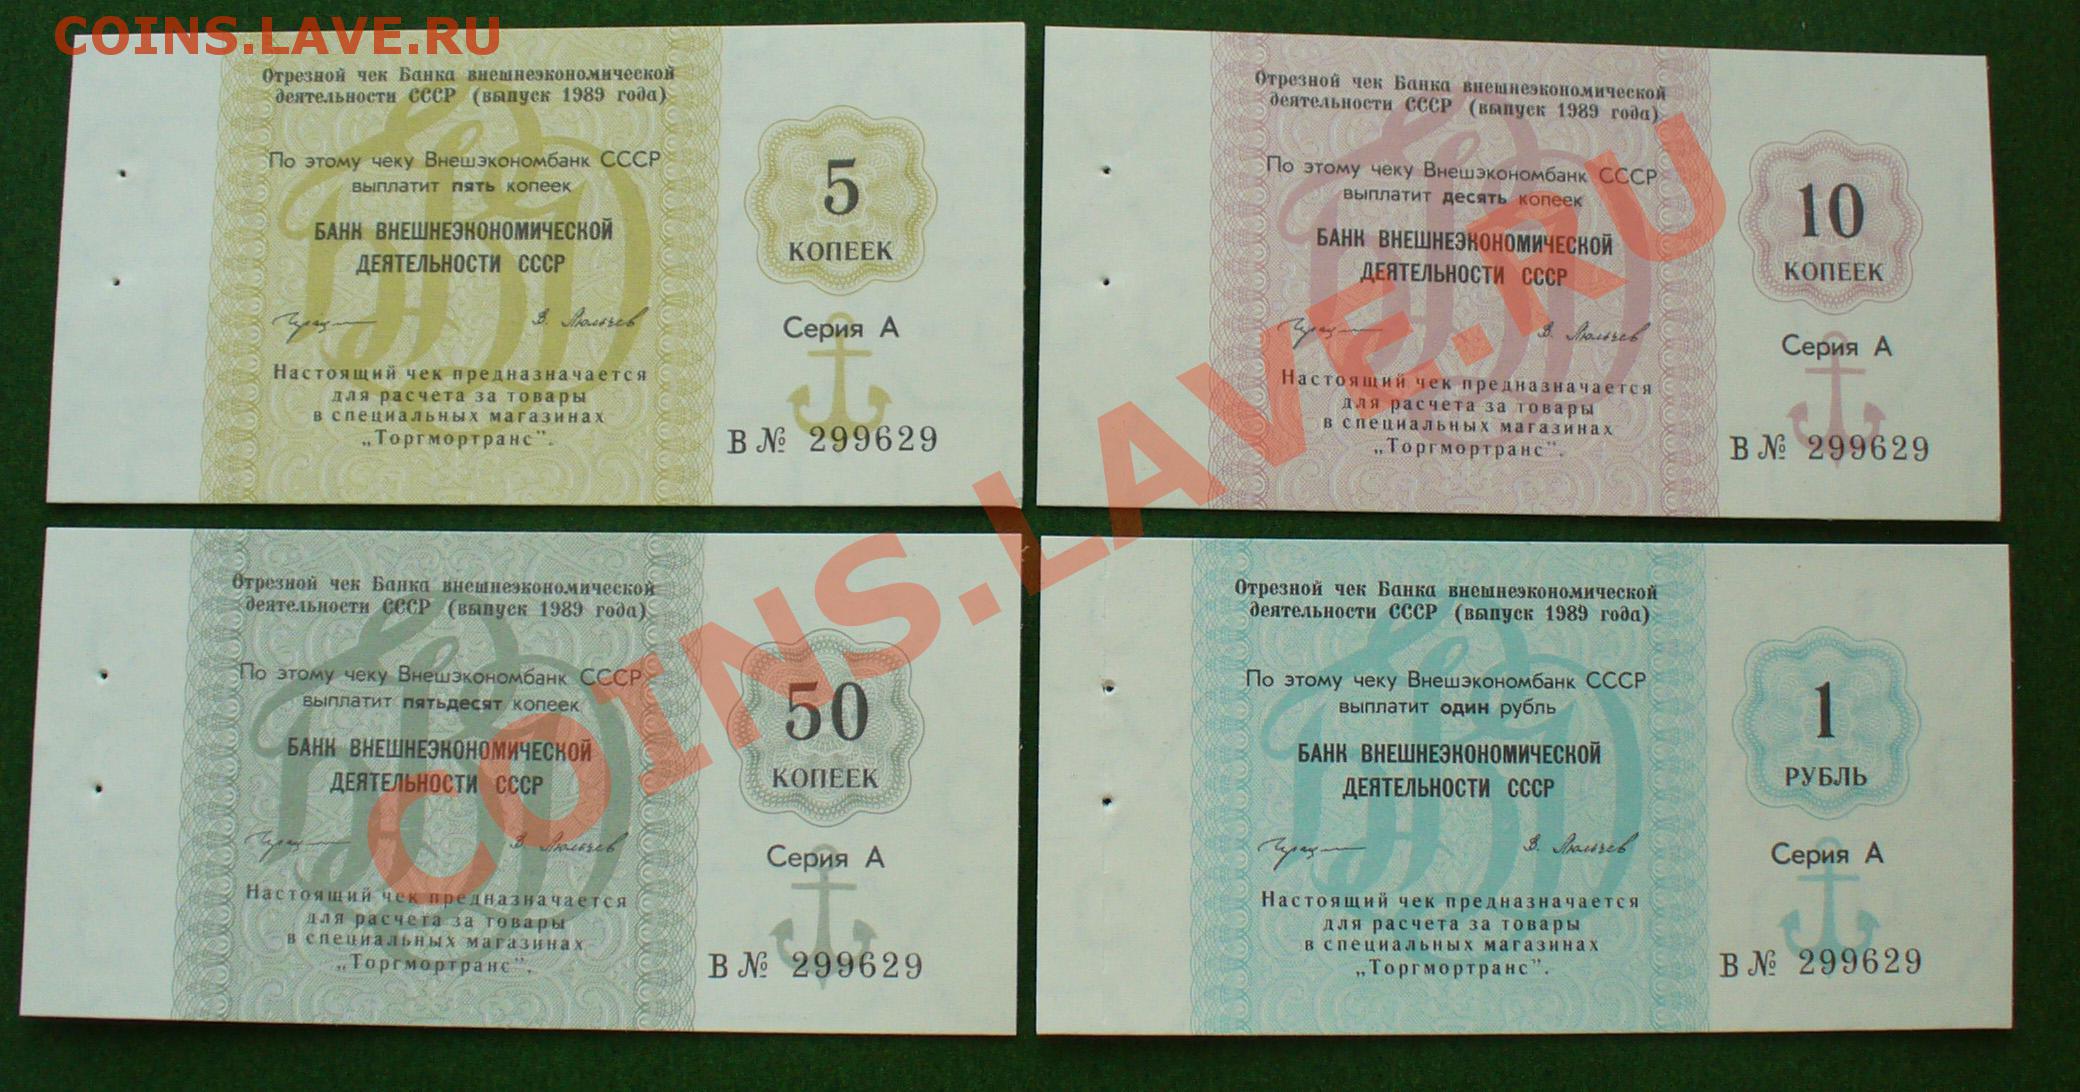 COINS.LAVE.RU
Отрезной чек Банка внешнеэкономической
деятельности СССР (выпуск 1989 года)
По этому чеку Внешэкономбанк СССР
выплатит пять копеек
БАНК ВНЕШНЕЭКОНОМИЧЕСКОЙ
ДЕЯТЕЛЬНОСТИ СССР
В. Люльчев
Настоящий чек предназначается
для расчета за товары
в специальных магазинах
„Торгмортранс".
5
КОПЕЕК
Серия А
В № 299629
Отрезной чек Банка внешнеэкономической
деятельности СССР (выпуск 1989 года)
По этому чеку Внешэкономбанк СССР
выплатит десять копеек
БАНК ВНЕШНЕЭКОНОМИЧЕСКОЙ
ДЕЯТЕЛЬНОСТИ СССР
В. Люльчев
Настоящий чек предназначается
для расчета за товары
в специальных магазинах
„Торгмортранс".
10
КОПЕЕК
Серия А
В № 299629
Отрезной чек Банка внешнеэкономической
деятельности СССР (выпуск 1989 года)
По этому чеку Внешэкономбанк СССР
выплатит пятьдесят копеек
БАНК ВНЕШНЕЭКОНОМИЧЕСКОЙ
ДЕЯТЕЛЬНОСТИ СССР
В. Люльчев
Настоящий чек предназначается
для расчета за товары
в специальных магазинах
„Торгмортранс".
50
КОПЕЕК
Серия А
В № 299629
Отрезной чек Банка внешнеэкономической
деятельности СССР (выпуск 1989 года)
По этому чеку Внешэкономбанк СССР
выплатит один рубль
БАНК ВНЕШНЕЭКОНОМИЧЕСКОЙ
ДЕЯТЕЛЬНОСТИ СССР
В. Люльчев
Настоящий чек предназначается
для расчета за товары
в специальных магазинах
„Торгмортранс".
1
РУБЛЬ
Серия А
В № 299629
COINS.LAVE.RU